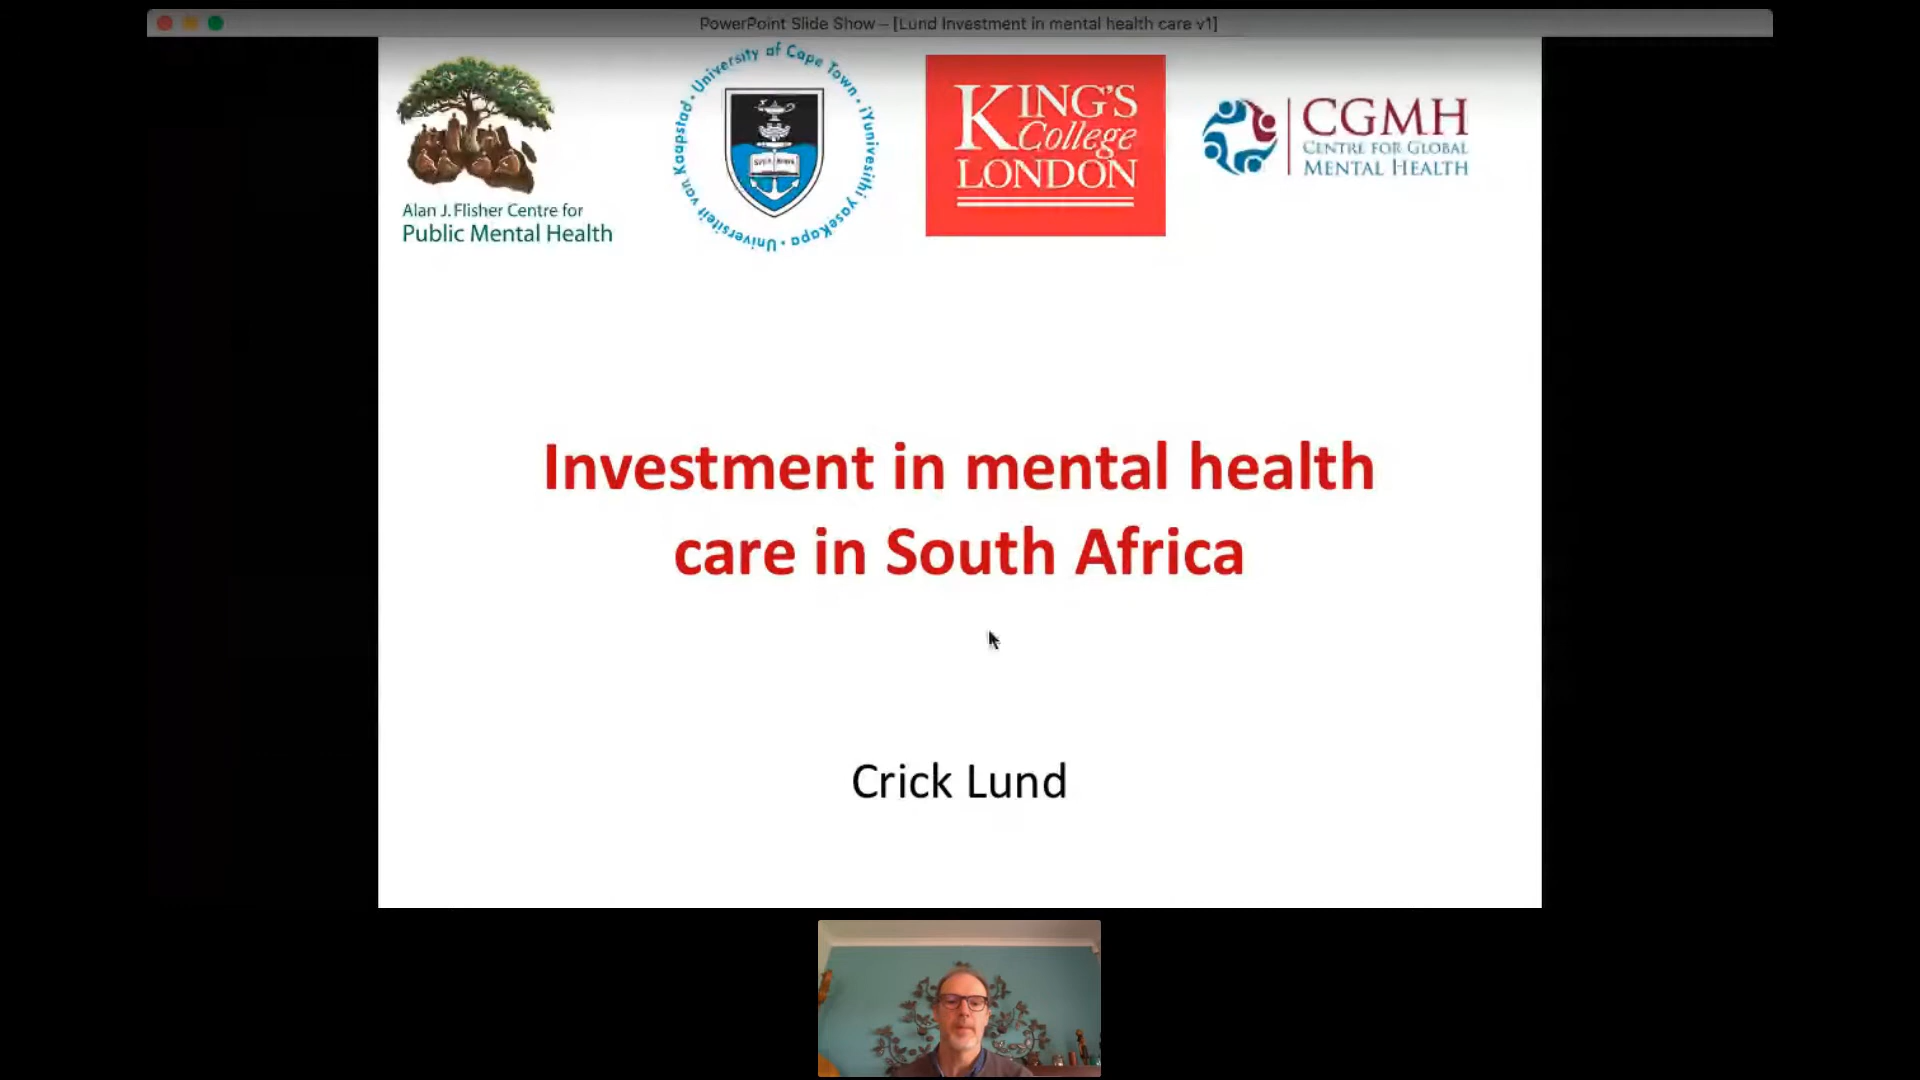 PowerPoint Slide Show – [Lund Investment in mental health care v1]
Alan J. Flisher Centre for
Public Mental Health
University of Cape Town · iYunivesithi yaseKapa · Universiteit van Kaapstad ·
KING'S
College
LONDON
CGMH
CENTRE FOR GLOBAL
MENTAL HEALTH
Investment in mental health
care in South Africa
Crick Lund